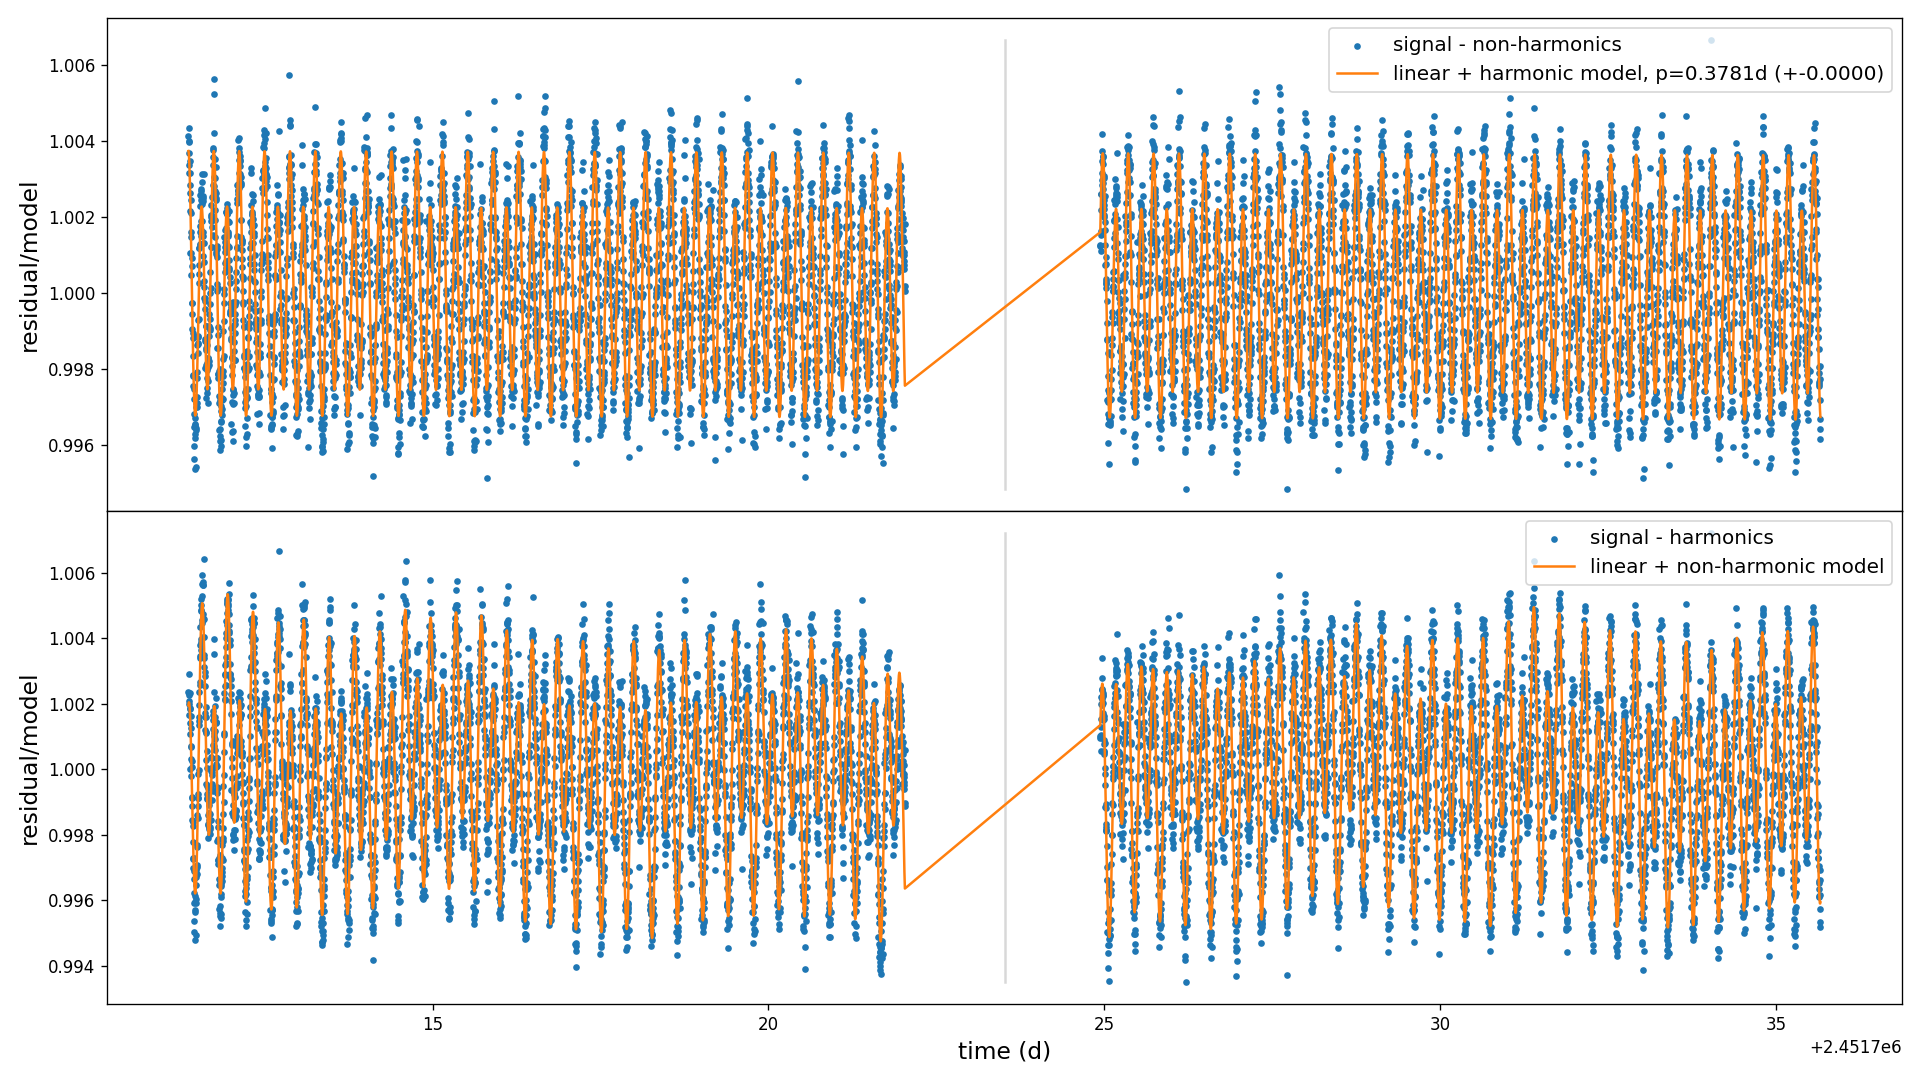 signal - non-harmonics
linear + harmonic model, p=0.3781d (+-0.0000)
1.006
1.004
1.002
1.000
0.998
0.996
residual/model
signal - harmonics
linear + non-harmonic model
1.006
1.004
1.002
1.000
0.998
0.996
0.994
residual/model
15
20
25
30
35
time (d)
+2.4517e6